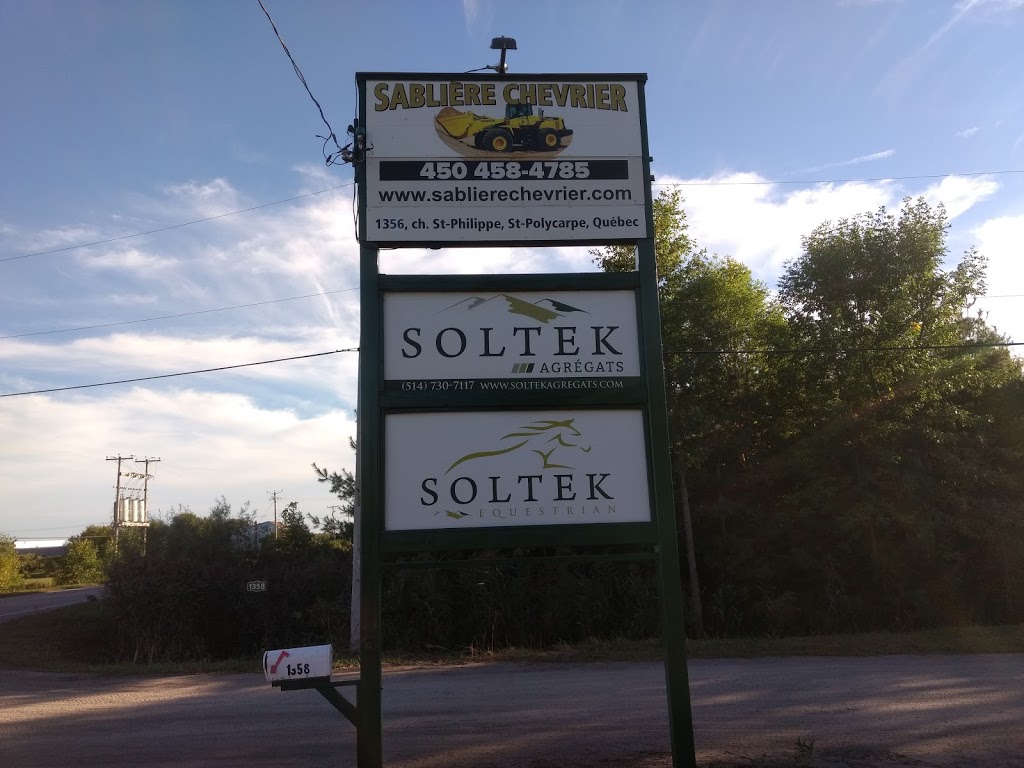 SABLIÈRE CHEVRIER
450 458-4785
www.sablierechevrier.com
1356, ch. St-Philippe, St-Polycarpe, Québec
SOLTEK
AGRÉGATS
(514) 730-7117 WWW.SOLTEKAGREGATS.COM
SOLTEK
EQUESTRIAN
1358
1358